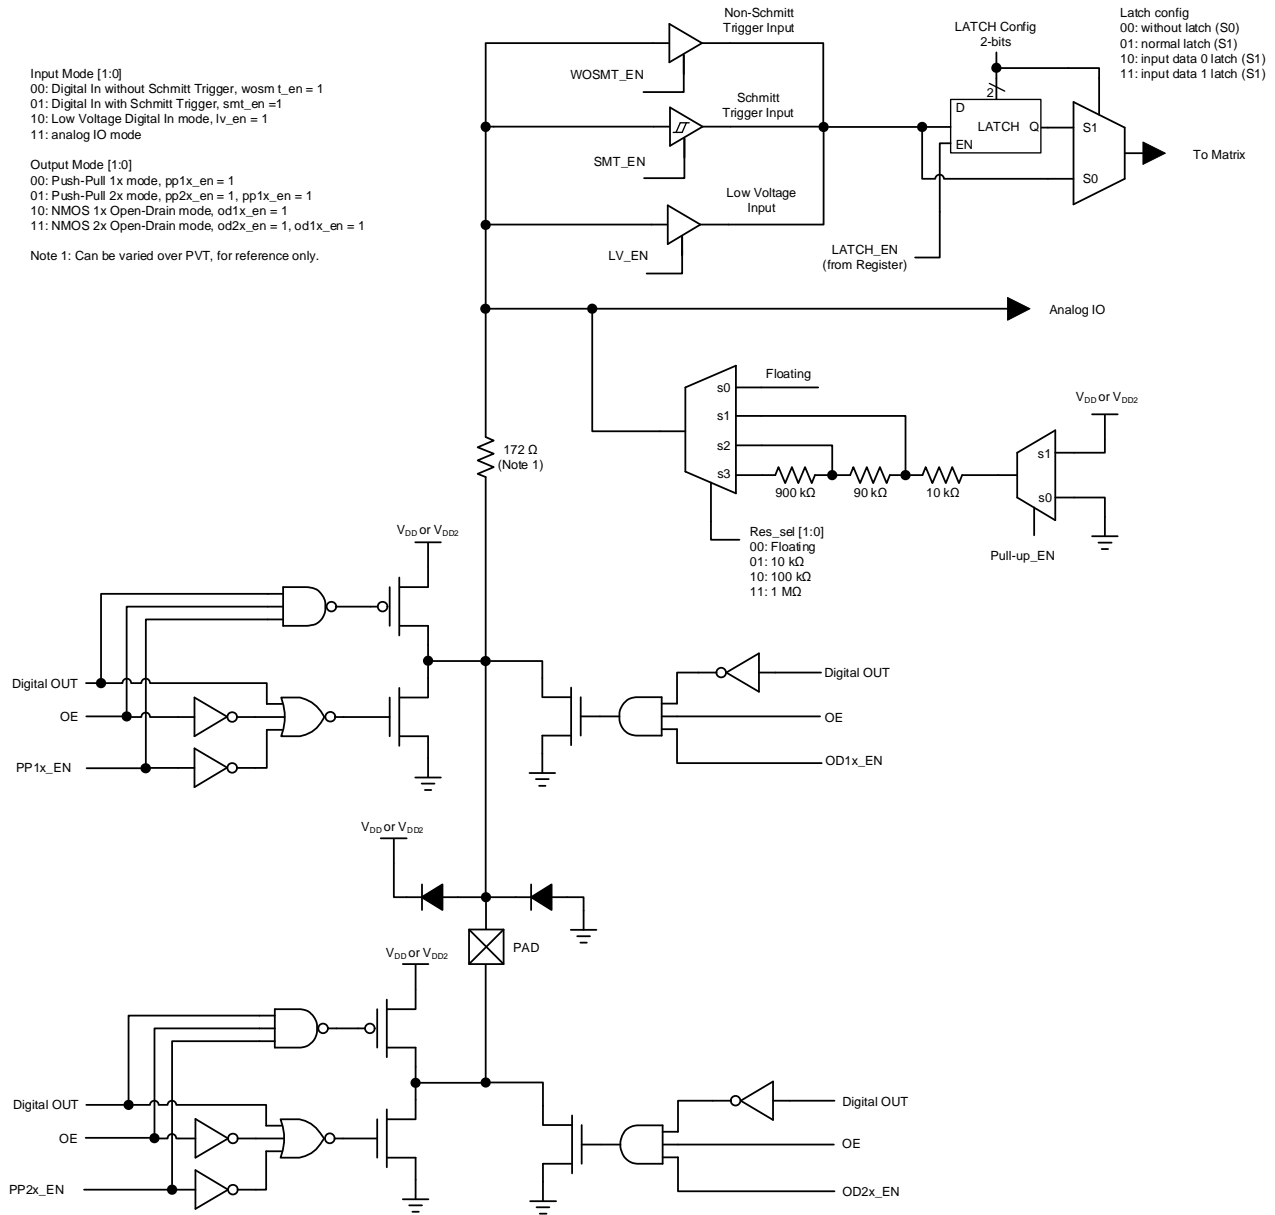 Non-Schmitt
Trigger Input
WOSMT_EN
Schmitt
Trigger Input
SMT_EN
Low Voltage
Input
LV_EN
LATCH Config
2-bits
2
D
LATCH
Q
EN
LATCH_EN
(from Register)
S1
S0
To Matrix
Latch config
00: without latch (S0)
01: normal latch (S1)
10: input data 0 latch (S1)
11: input data 1 latch (S1)
Input Mode [1:0]
00: Digital In without Schmitt Trigger, wosm t_en = 1
01: Digital In with Schmitt Trigger, smt_en =1
10: Low Voltage Digital In mode, lv_en = 1
11: analog IO mode
Output Mode [1:0]
00: Push-Pull 1x mode, pp1x_en = 1
01: Push-Pull 2x mode, pp2x_en = 1, pp1x_en = 1
10: NMOS 1x Open-Drain mode, od1x_en = 1
11: NMOS 2x Open-Drain mode, od2x_en = 1, od1x_en = 1
Note 1: Can be varied over PVT, for reference only.
Analog IO
Floating
s0
s1
s2
s3
900 kΩ
90 kΩ
10 kΩ
VDD or VDD2
s1
s0
Pull-up_EN
Res_sel [1:0]
00: Floating
01: 10 kΩ
10: 100 kΩ
11: 1 MΩ
172 Ω
(Note 1)
VDD or VDD2
Digital OUT
OE
PP1x_EN
Digital OUT
OE
OD1x_EN
VDD or VDD2
PAD
VDD or VDD2
Digital OUT
OE
PP2x_EN
Digital OUT
OE
OD2x_EN